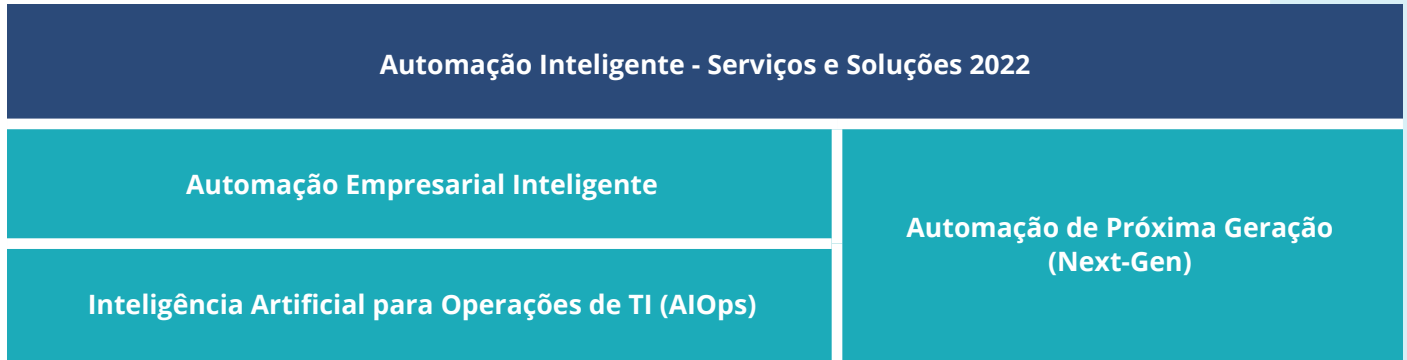 Automação Inteligente - Serviços e Soluções 2022
Automação Empresarial Inteligente
Inteligência Artificial para Operações de TI (AIOps)
Automação de Próxima Geração
(Next-Gen)